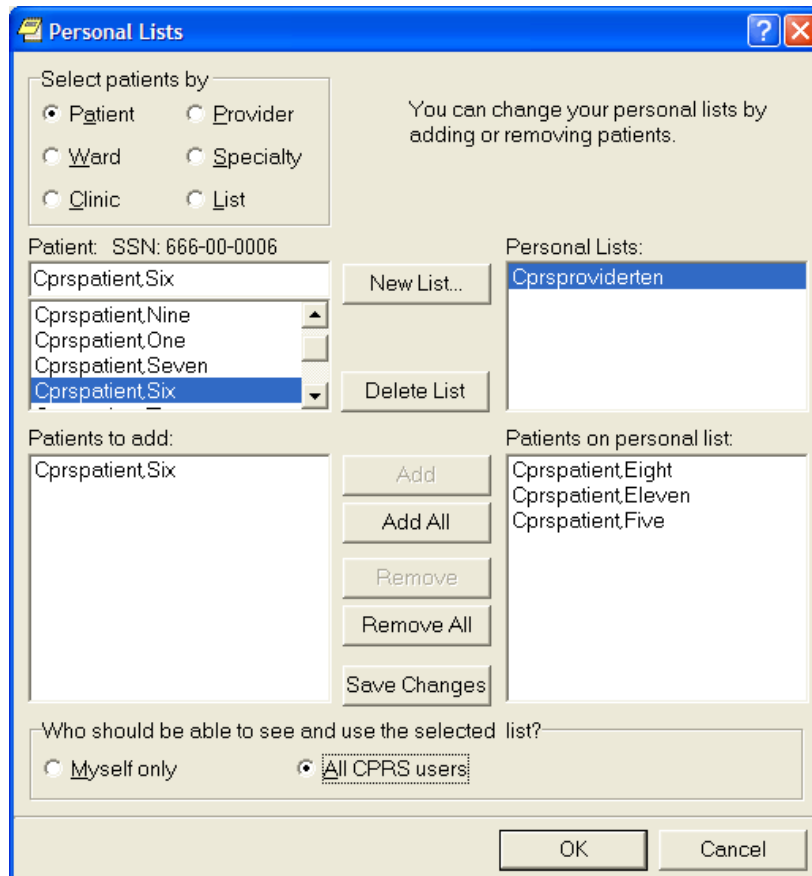 Personal Lists
Select patients by
Patient
Provider
Ward
Specialty
Clinic
List
You can change your personal lists by
adding or removing patients.
Patient: SSN: 666-00-0006
Cprspatient,Six
Cprspatient,Nine
Cprspatient,One
Cprspatient,Seven
Cprspatient,Six
New List...
Delete List
Personal Lists:
Cprsproviderten
Patients to add:
Cprspatient,Six
Add
Add All
Remove
Remove All
Save Changes
Patients on personal list:
Cprspatient,Eight
Cprspatient,Eleven
Cprspatient,Five
Who should be able to see and use the selected list?
Myself only
All CPRS users
OK
Cancel